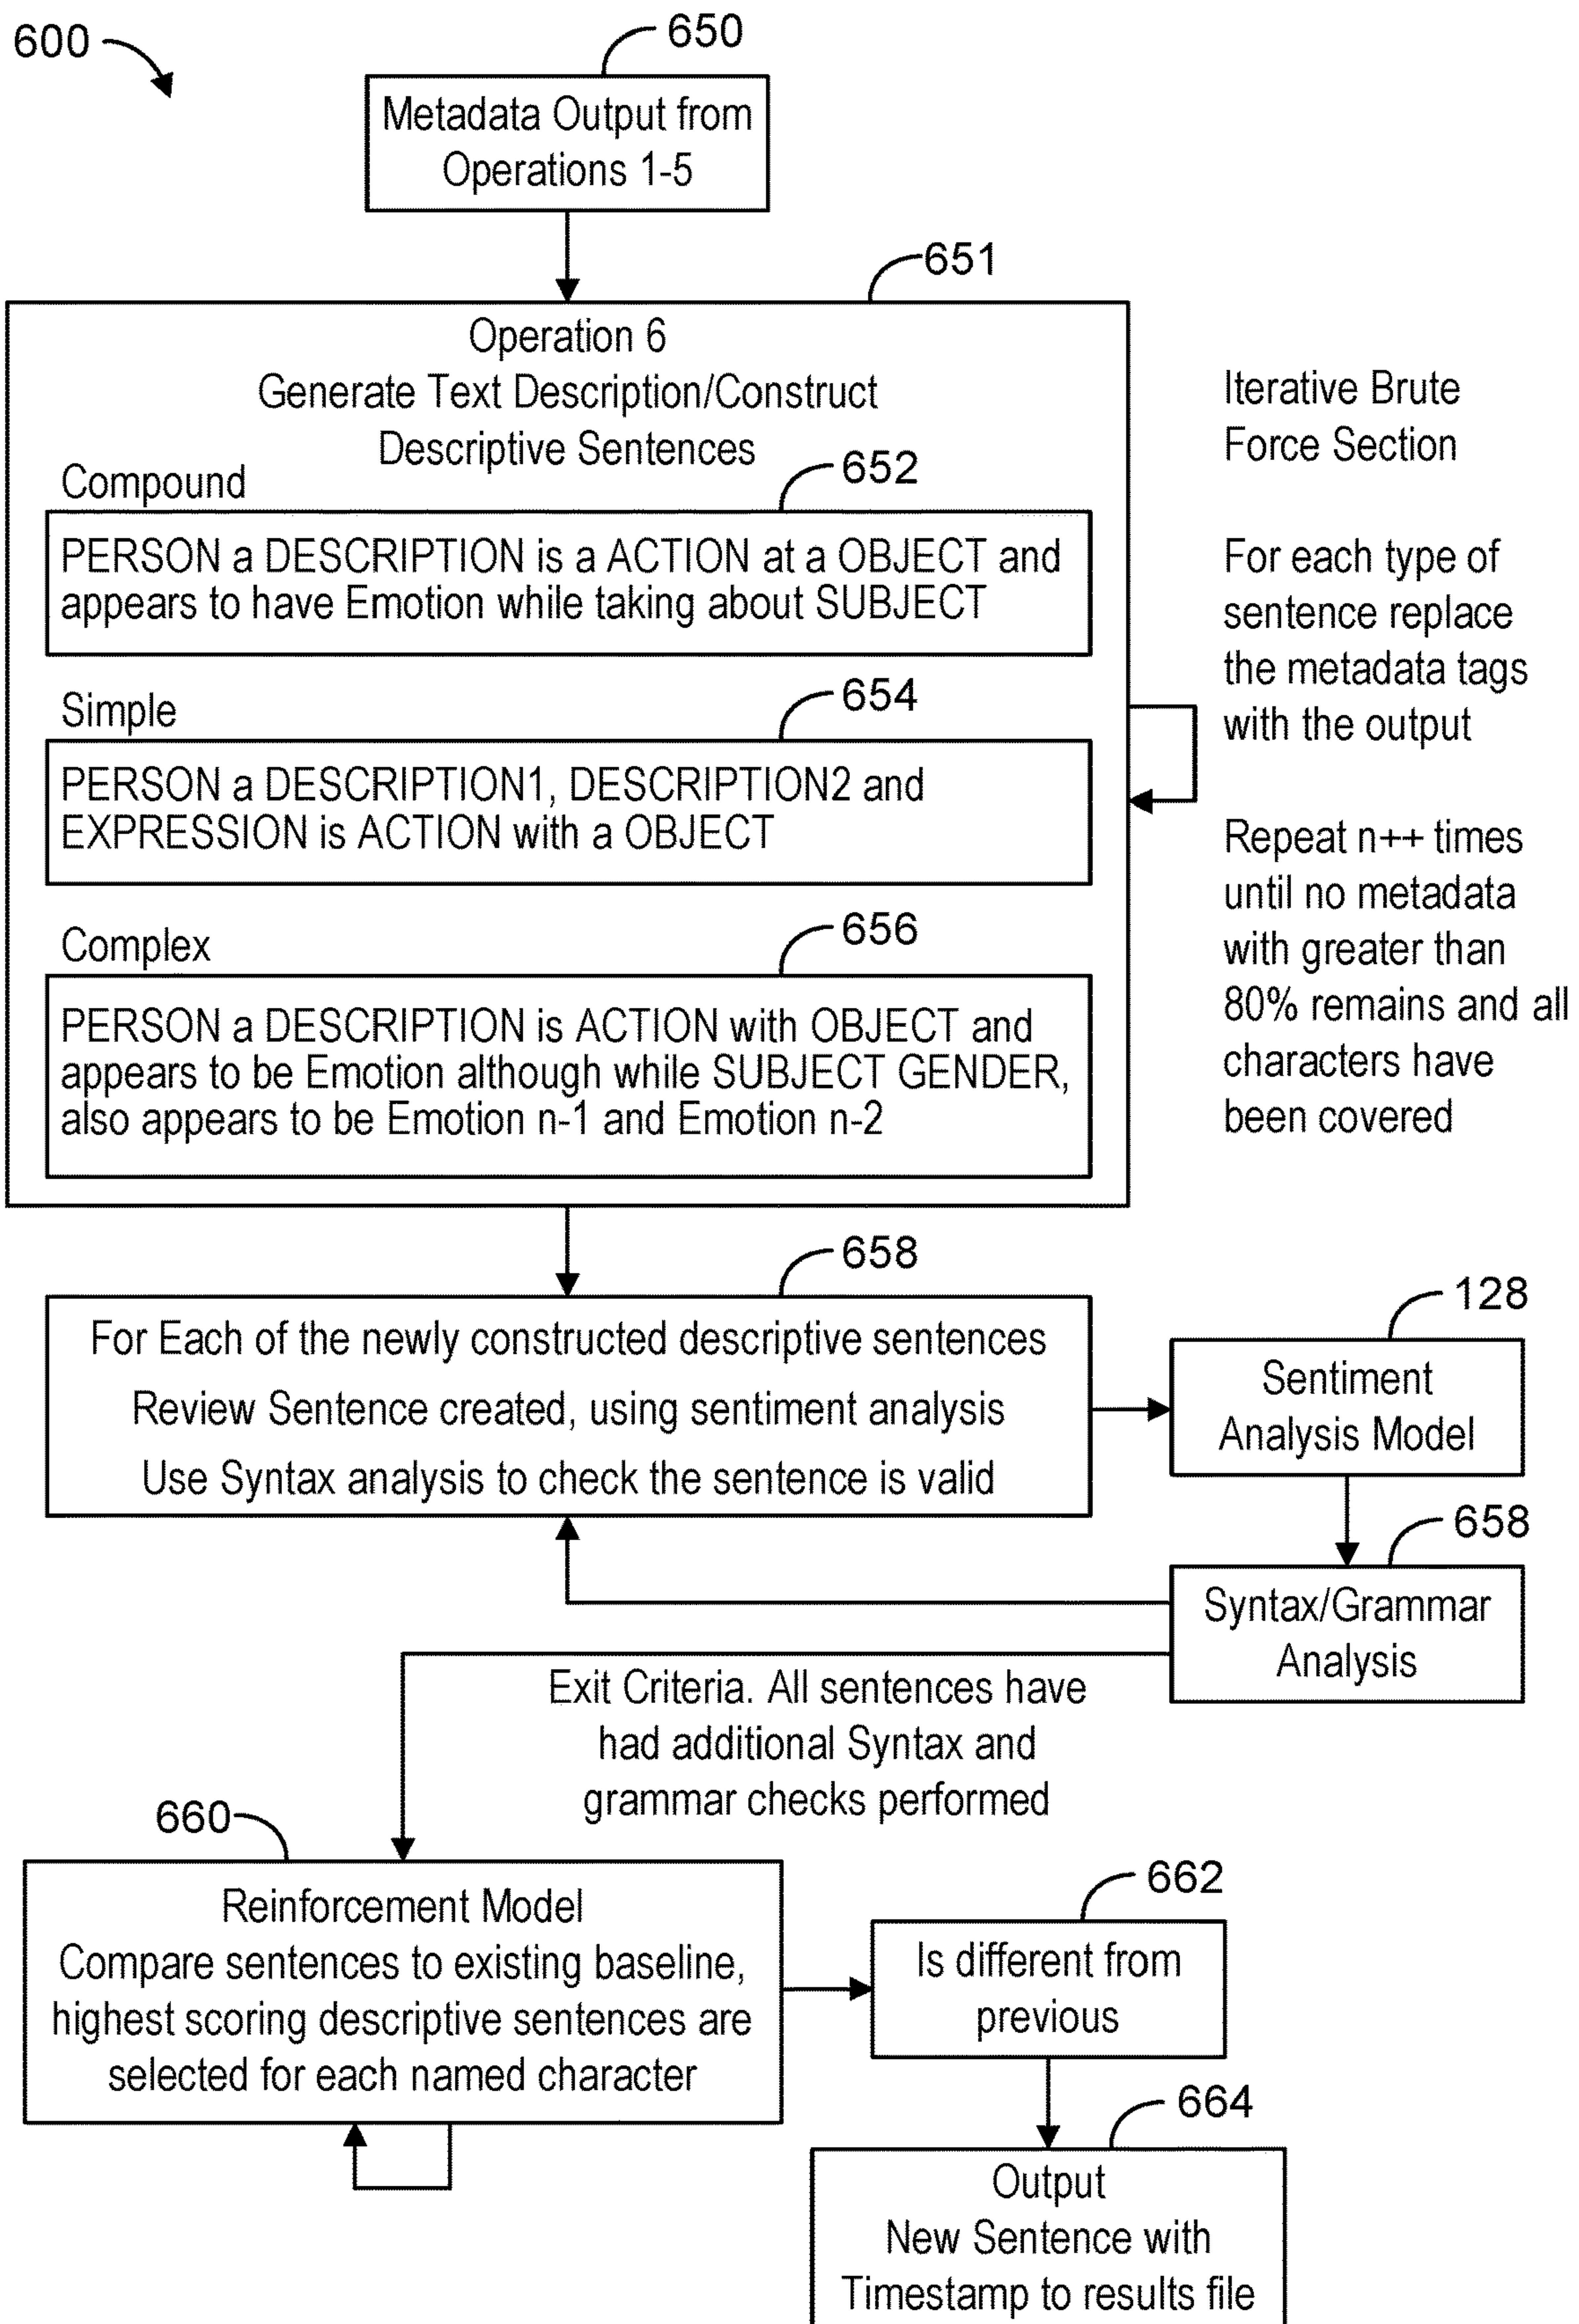 600
650
Metadata Output from
Operations 1-5
651
Operation 6
Generate Text Description/Construct
Descriptive Sentences
Compound
652
PERSON a DESCRIPTION is a ACTION at a OBJECT and
appears to have Emotion while taking about SUBJECT
Simple
654
PERSON a DESCRIPTION1, DESCRIPTION2 and
EXPRESSION is ACTION with a OBJECT
Complex
656
PERSON a DESCRIPTION is ACTION with OBJECT and
appears to be Emotion although while SUBJECT GENDER,
also appears to be Emotion n-1 and Emotion n-2
Iterative Brute
Force Section
For each type of
sentence replace
the metadata tags
with the output
Repeat n++ times
until no metadata
with greater than
80% remains and all
characters have
been covered
658
For Each of the newly constructed descriptive sentences
Review Sentence created, using sentiment analysis
Use Syntax analysis to check the sentence is valid
128
Sentiment
Analysis Model
658
Syntax/Grammar
Analysis
Exit Criteria. All sentences have
had additional Syntax and
grammar checks performed
660
Reinforcement Model
Compare sentences to existing baseline,
highest scoring descriptive sentences are
selected for each named character
662
Is different from
previous
664
Output
New Sentence with
Timestamp to results file